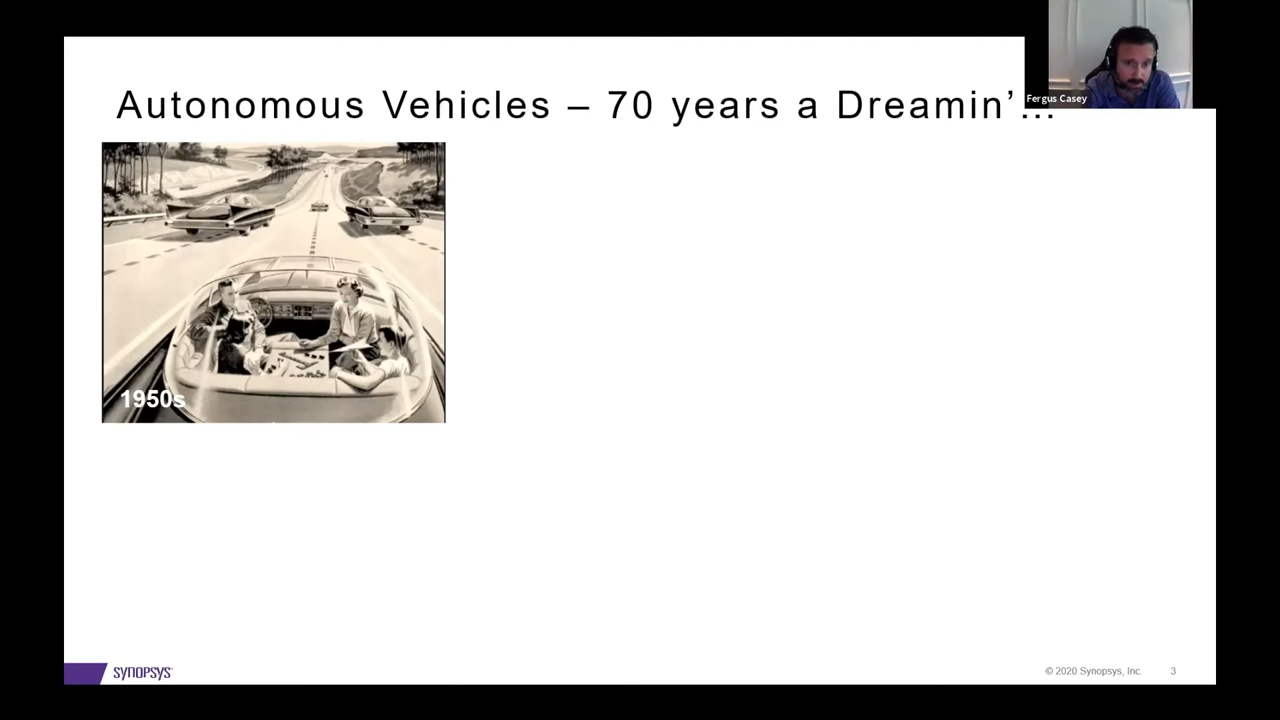 Autonomous Vehicles – 70 years a Dreamin’...
Fergus Casey
1950s
SYNOPSYS
© 2020 Synopsys, Inc.
3